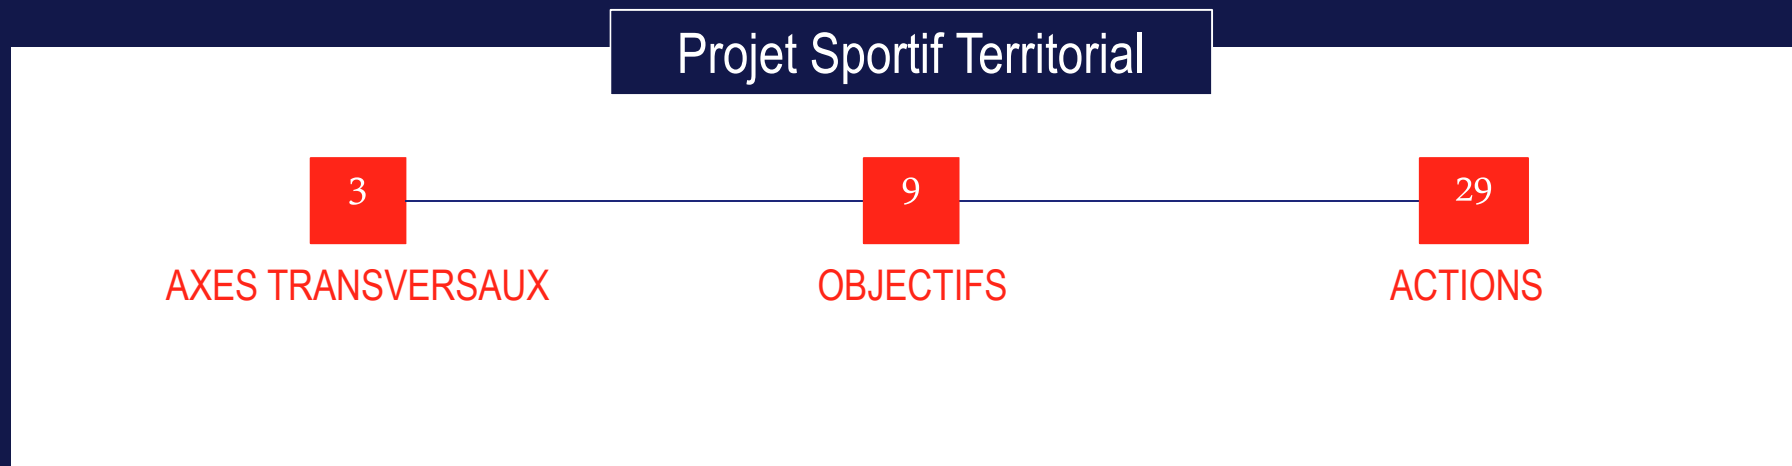 Projet Sportif Territorial
3
9
29
AXES TRANSVERSAUX
OBJECTIFS
ACTIONS